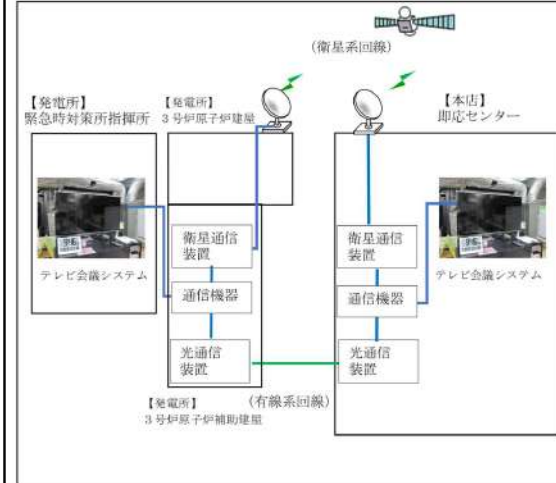 (衛星系回線)
【発電所】
緊急時対策所指揮所
【発電所】
3号炉原子炉建屋
【本店】
即応センター
テレビ会議システム
衛星通信
装置
通信機器
光通信
装置
衛星通信
装置
通信機器
光通信
装置
テレビ会議システム
(有線系回線)
【発電所】
3号炉原子炉補助建屋